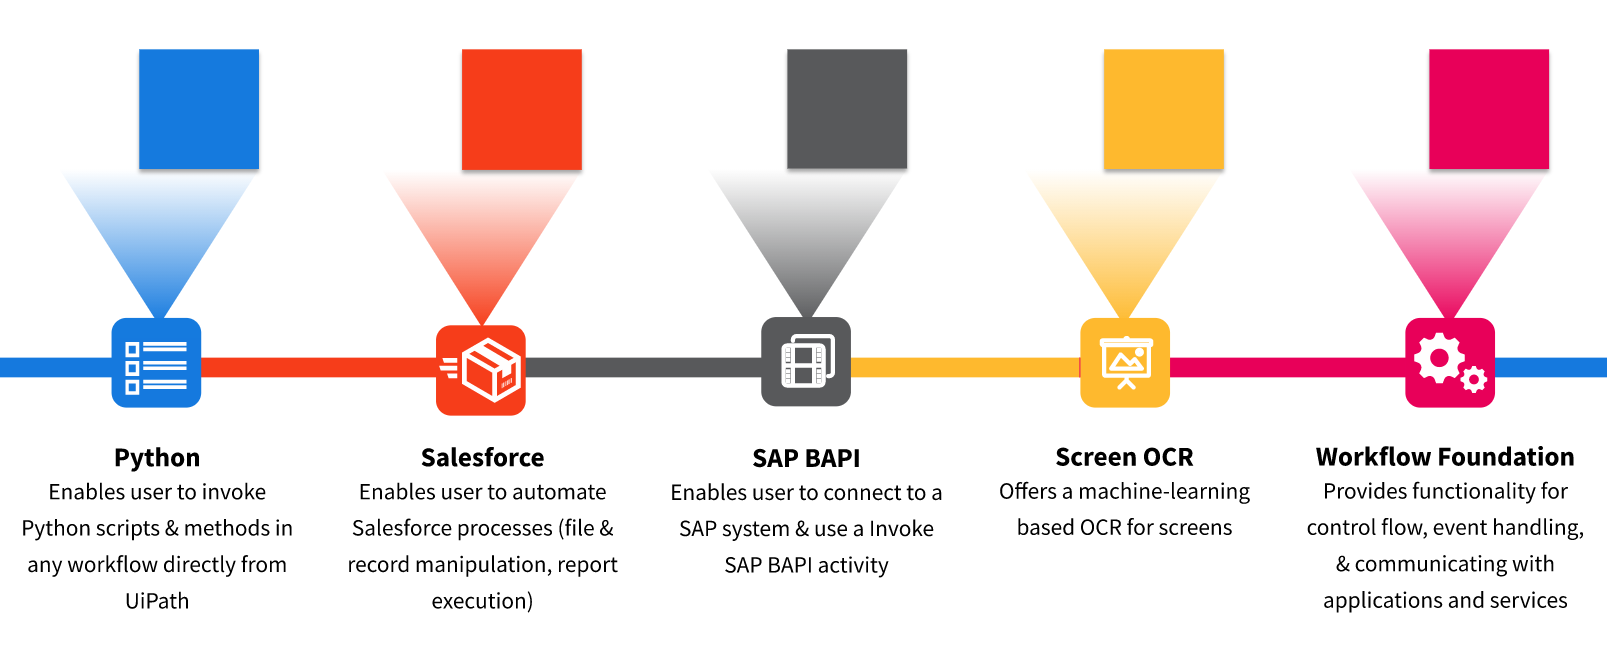 Python
Enables user to invoke
Python scripts & methods in
any workflow directly from
UiPath
Salesforce
Enables user to automate
Salesforce processes (file &
record manipulation, report
execution)
SAP BAPI
Enables user to connect to a
SAP system & use a Invoke
SAP BAPI activity
Screen OCR
Offers a machine-learning
based OCR for screens
Workflow Foundation
Provides functionality for
control flow, event handling,
& communicating with
applications and services